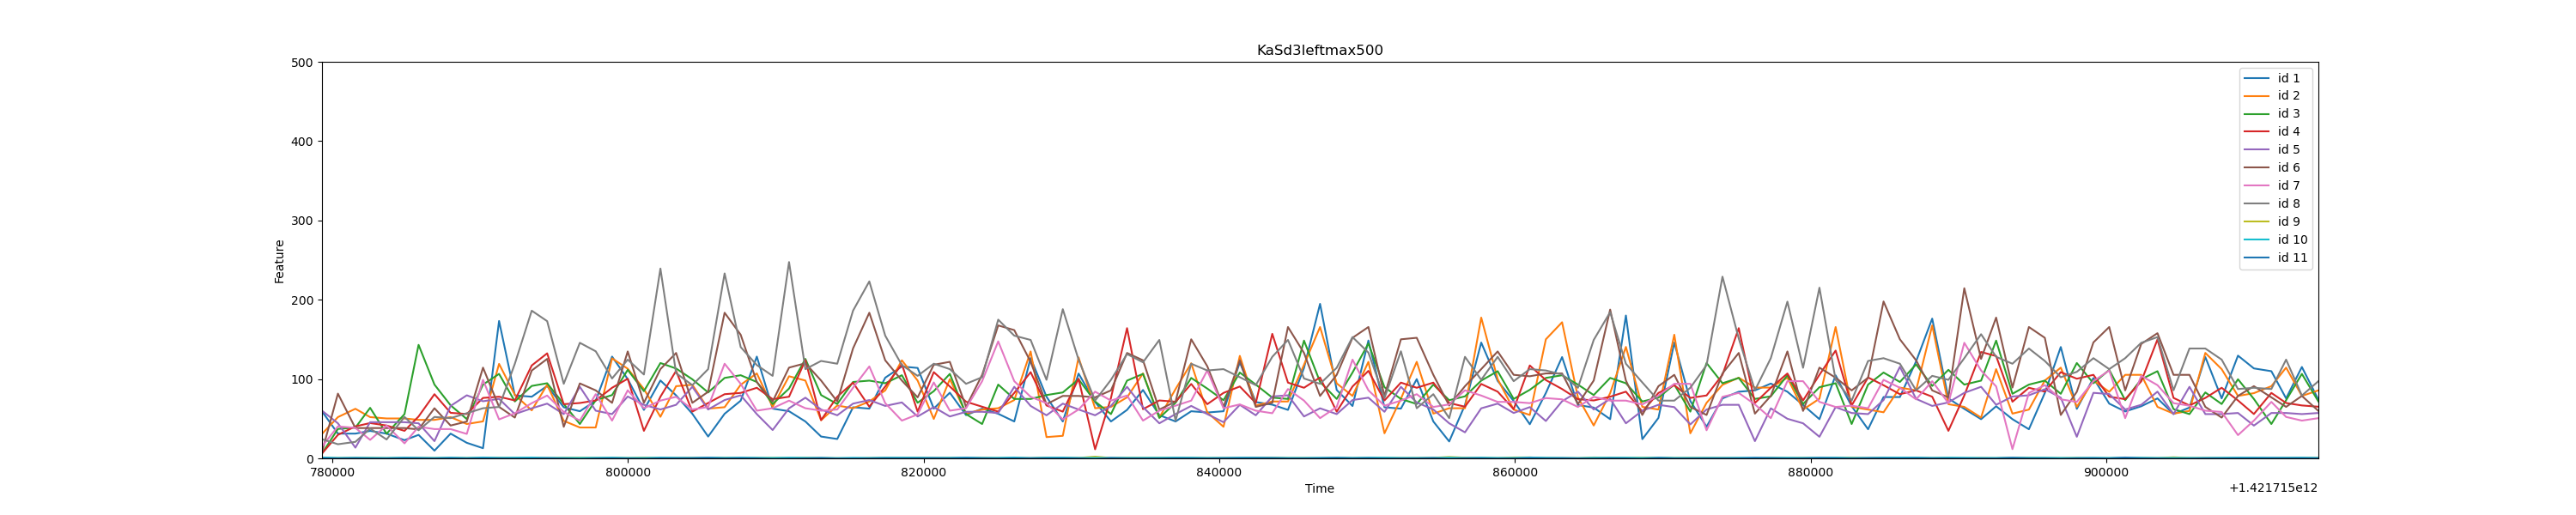 KaSd3leftmax500
500
400
300
200
100
0
Feature
780000 800000 820000 840000 860000 880000 900000
Time
+1.421715e12
id 1
id 2
id 3
id 4
id 5
id 6
id 7
id 8
id 9
id 10
id 11